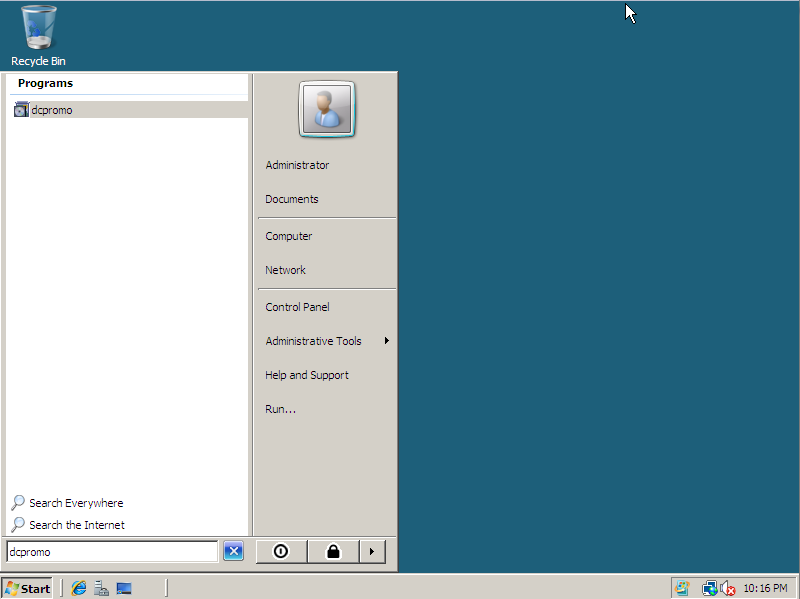 Recycle Bin
Programs
dcpromo
Administrator
Documents
Computer
Network
Control Panel
Administrative Tools
Help and Support
Run...
Search Everywhere
Search the Internet
dcpromo
Start
10:16 PM